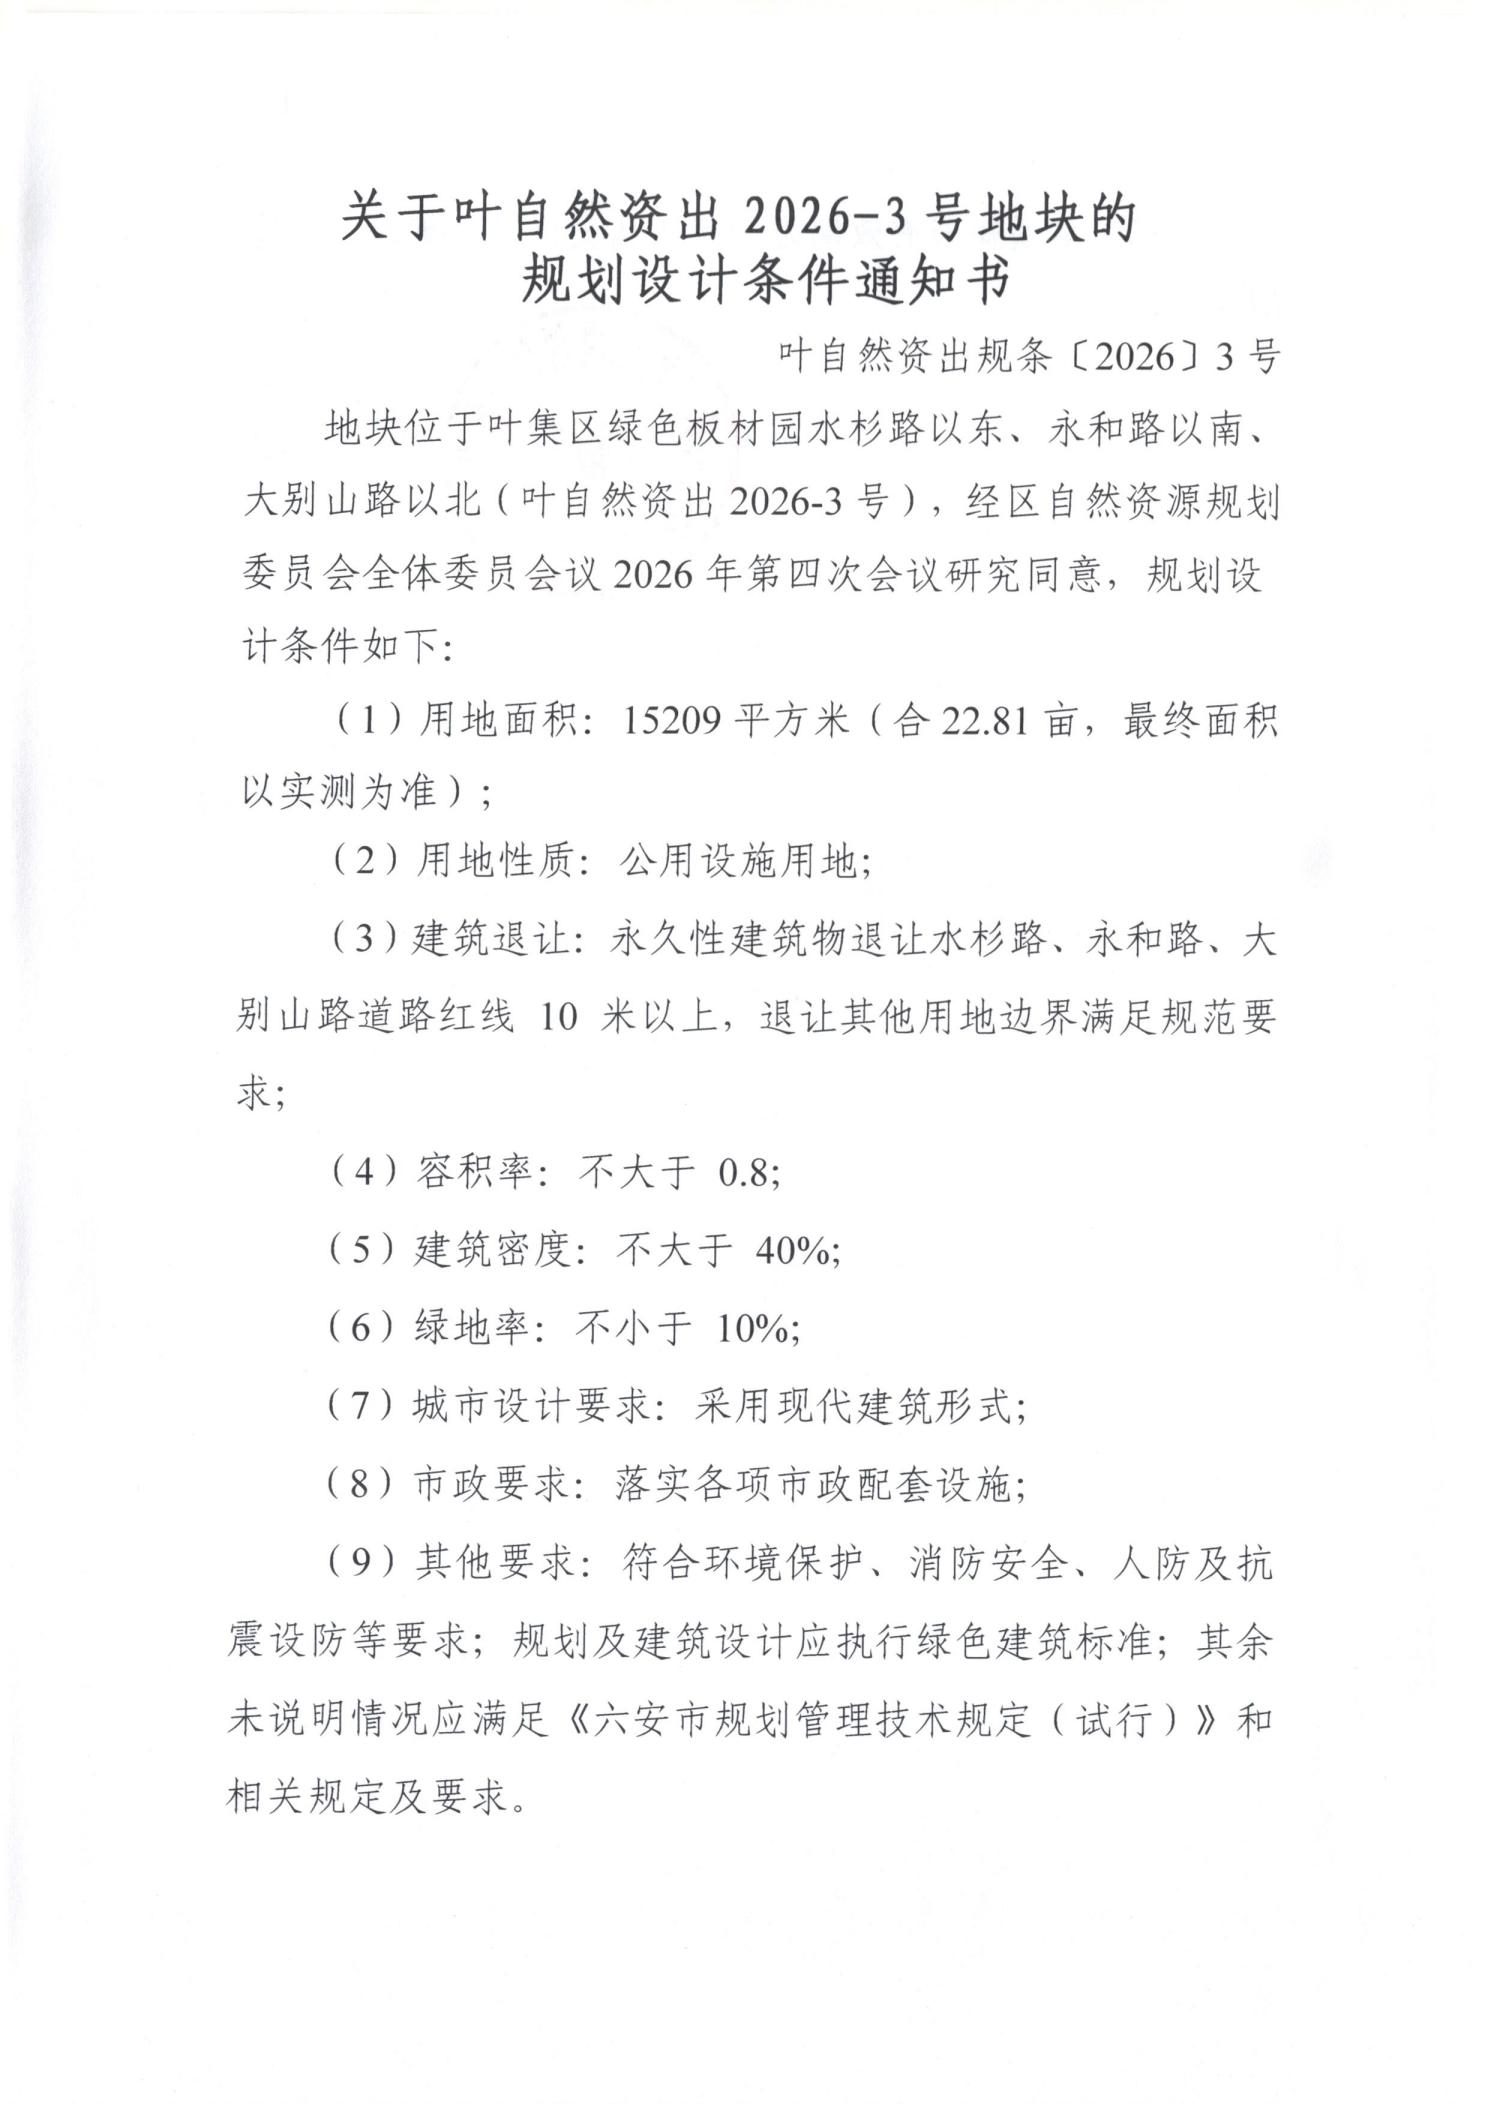 关于叶自然资出 2026-3 号地块的
规划设计条件通知书
叶自然资出规条〔2026〕3 号
地块位于叶集区绿色板材园水杉路以东、永和路以南、
大别山路以北（叶自然资出 2026-3 号），经区自然资源规划
委员会全体委员会议 2026 年第四次会议研究同意，规划设
计条件如下：
（1）用地面积：15209 平方米（合 22.81 亩，最终面积
以实测为准）；
（2）用地性质：公用设施用地；
（3）建筑退让：永久性建筑物退让水杉路、永和路、大
别山路道路红线 10 米以上，退让其他用地边界满足规范要
求；
（4）容积率：不大于 0.8;
（5）建筑密度：不大于 40%;
（6）绿地率：不小于 10%;
（7）城市设计要求：采用现代建筑形式；
（8）市政要求：落实各项市政配套设施；
（9）其他要求：符合环境保护、消防安全、人防及抗
震设防等要求；规划及建筑设计应执行绿色建筑标准；其余
未说明情况应满足《六安市规划管理技术规定（试行）》和
相关规定及要求。